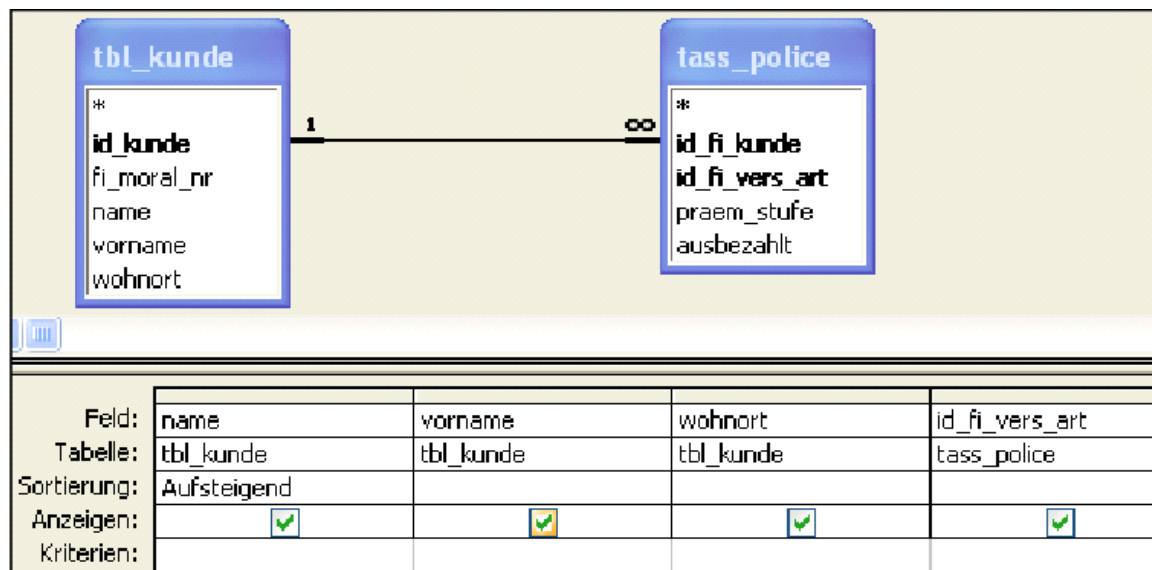 tbl_kunde
*
id_kunde
fi_moral_nr
name
vorname
wohnort
1
∞
tass_police
*
id_fi_kunde
id_fi_vers_art
praem_stufe
ausbezahlt
Feld: name vorname wohnort id_fi_vers_art
Tabelle: tbl_kunde tbl_kunde tbl_kunde tass_police
Sortierung: Aufsteigend
Anzeigen:
Kriterien: